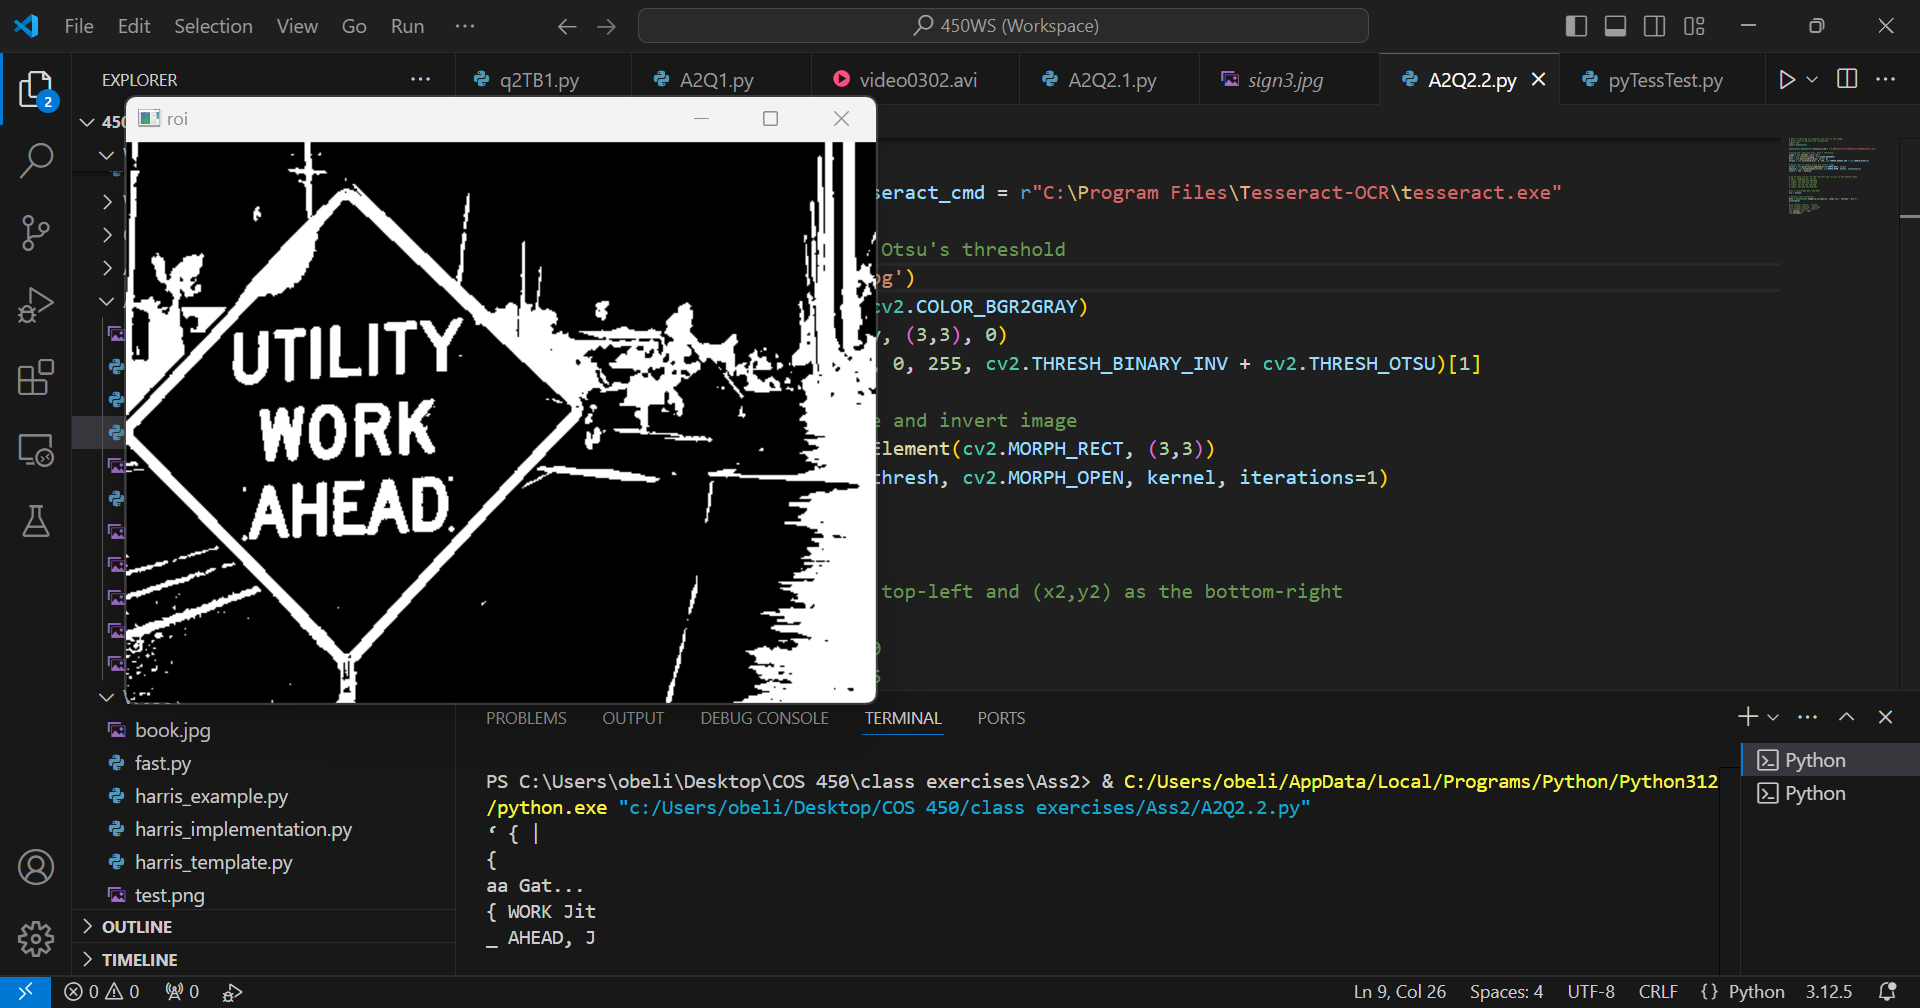 File Edit Selection View Go Run ··· 450WS (Workspace)
EXPLORER ···
q2TB1.py A2Q1.py video0302.avi A2Q2.1.py sign3.jpg A2Q2.2.py pyTessTest.py ···
2
450
roi
UTILITY
WORK
AHEAD
seract_cmd = r"C:\Program Files\Tesseract-OCR\tesseract.exe"
Otsu's threshold
g')
cv2.COLOR_BGR2GRAY)
, (3,3), 0)
0, 255, cv2.THRESH_BINARY_INV + cv2.THRESH_OTSU)[1]
e and invert image
Element(cv2.MORPH_RECT, (3,3))
thresh, cv2.MORPH_OPEN, kernel, iterations=1)
top-left and (x2,y2) as the bottom-right
book.jpg
fast.py
harris_example.py
harris_implementation.py
harris_template.py
test.png
OUTLINE
TIMELINE
PROBLEMS OUTPUT DEBUG CONSOLE TERMINAL PORTS
PS C:\Users\obeli\Desktop\COS 450\class exercises\Ass2> & C:/Users/obeli/AppData/Local/Programs/Python/Python312
/python.exe "c:/Users/obeli/Desktop/COS 450/class exercises/Ass2/A2Q2.2.py"
‘ { |
{
aa Gat...
{ WORK Jit
_ AHEAD, J
Python
Python
0 0 0 Ln 9, Col 26 Spaces: 4 UTF-8 CRLF {} Python 3.12.5